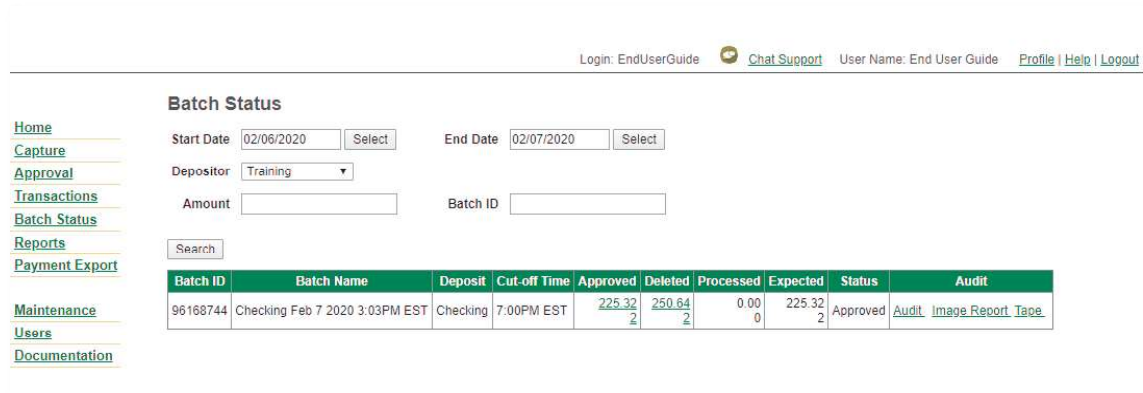 Login: EndUserGuide Chat Support User Name: End User Guide Profile | Help | Logout
Batch Status
Home
Capture
Approval
Transactions
Batch Status
Reports
Payment Export
Maintenance
Users
Documentation
Start Date 02/06/2020 Select End Date 02/07/2020 Select
Depositor Training
Amount Batch ID
Search
Batch ID Batch Name Deposit Cut-off Time Approved Deleted Processed Expected Status Audit
96168744 Checking Feb 7 2020 3:03PM EST Checking 7:00PM EST 225.32 250.64 0.00 225.32 Approved Audit Image Report Tape
2 2 0 2